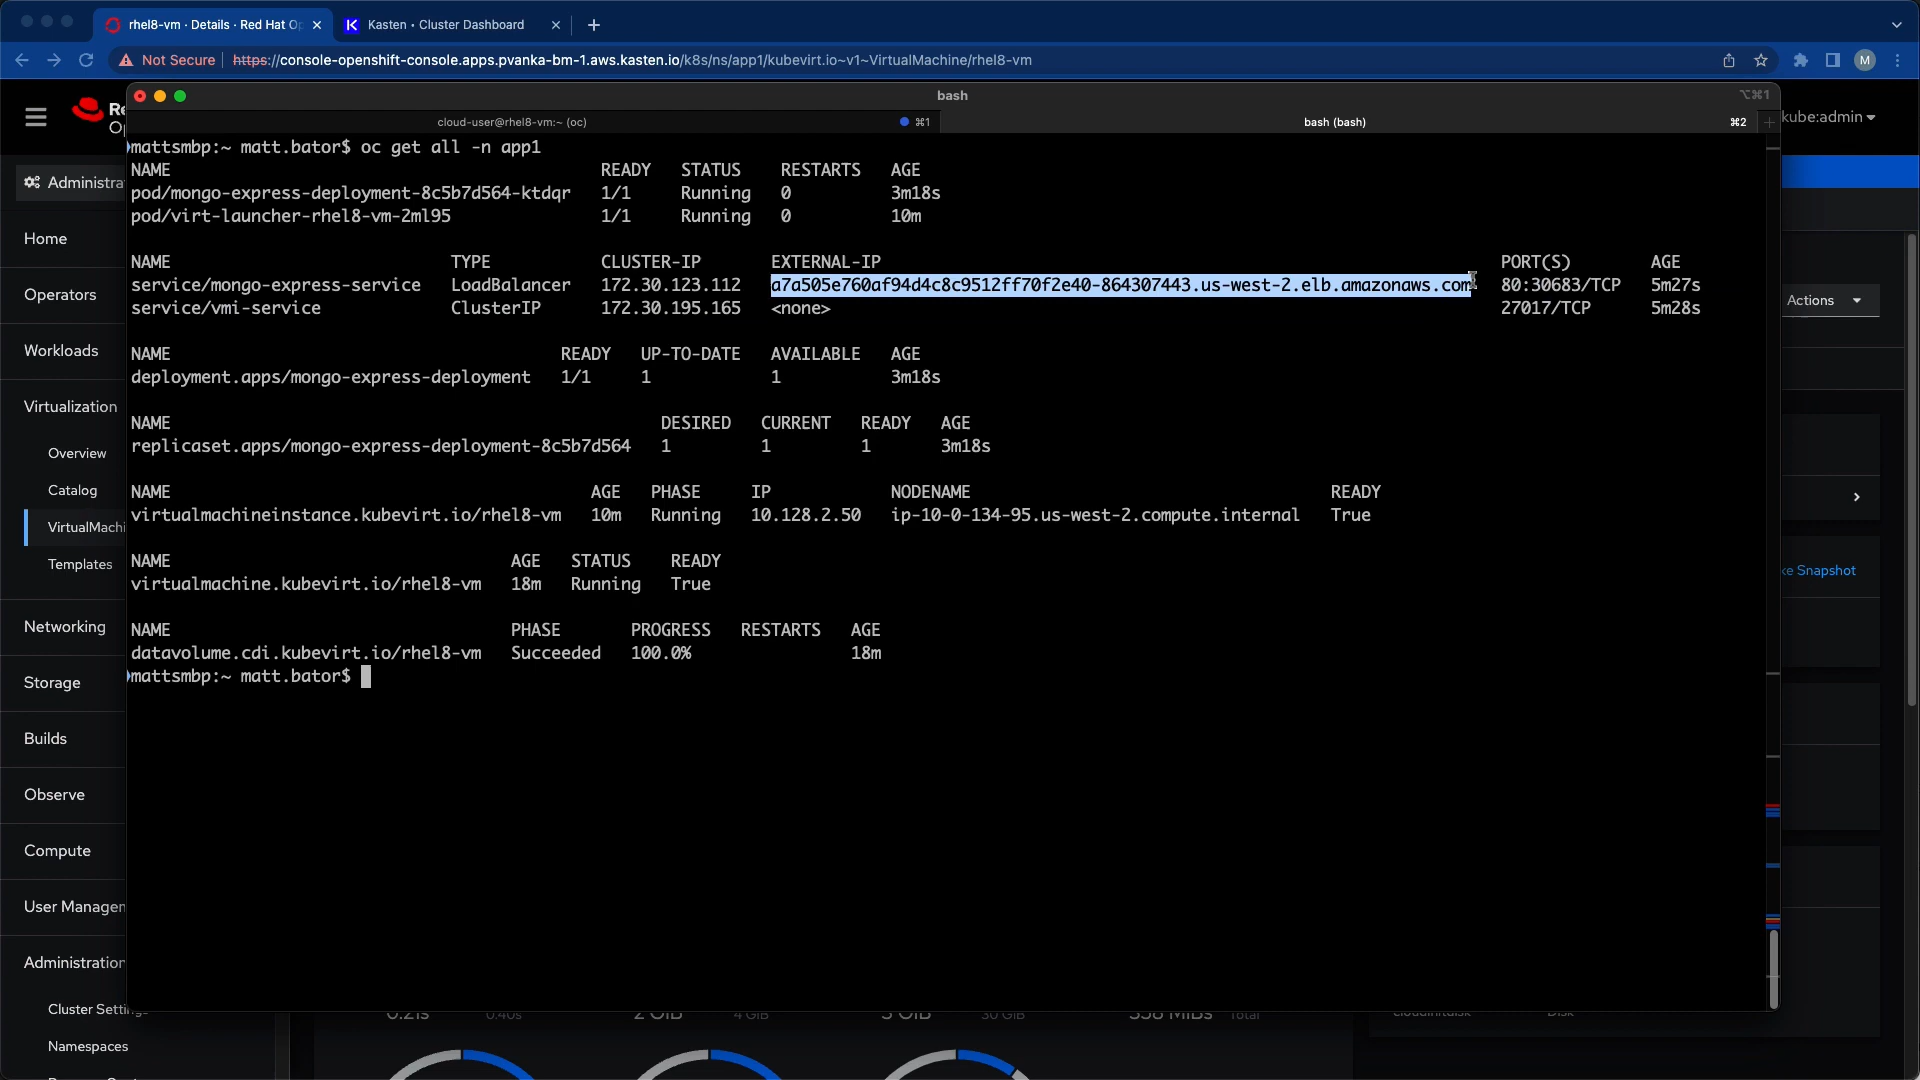 rhel8-vm · Details · Red Hat Op
Kasten • Cluster Dashboard
Not Secure
https://console-openshift-console.apps.pvanka-bm-1.aws.kasten.io/k8s/ns/app1/kubevirt.io~v1~VirtualMachine/rhel8-vm
M
bash
⌥⌘1
cloud-user@rhel8-vm:~ (oc)
⌘1
bash (bash)
⌘2
kube:admin
Administra
Home
Operators
Workloads
Virtualization
Overview
Catalog
VirtualMachi
Templates
Networking
Storage
Builds
Observe
Compute
User Managem
Administration
Cluster Settings
Namespaces
mattsmbp:~ matt.bator$ oc get all -n app1
NAME READY STATUS RESTARTS AGE
pod/mongo-express-deployment-8c5b7d564-ktdqr 1/1 Running 0 3m18s
pod/virt-launcher-rhel8-vm-2ml95 1/1 Running 0 10m
NAME TYPE CLUSTER-IP EXTERNAL-IP PORT(S) AGE
service/mongo-express-service LoadBalancer 172.30.123.112 a7a505e760af94d4c8c9512ff70f2e40-864307443.us-west-2.elb.amazonaws.com 80:30683/TCP 5m27s
service/vmi-service ClusterIP 172.30.195.165 <none> 27017/TCP 5m28s
NAME READY UP-TO-DATE AVAILABLE AGE
deployment.apps/mongo-express-deployment 1/1 1 1 3m18s
NAME DESIRED CURRENT READY AGE
replicaset.apps/mongo-express-deployment-8c5b7d564 1 1 1 3m18s
NAME AGE PHASE IP NODENAME READY
virtualmachineinstance.kubevirt.io/rhel8-vm 10m Running 10.128.2.50 ip-10-0-134-95.us-west-2.compute.internal True
NAME AGE STATUS READY
virtualmachine.kubevirt.io/rhel8-vm 18m Running True
NAME PHASE PROGRESS RESTARTS AGE
datavolume.cdi.kubevirt.io/rhel8-vm Succeeded 100.0% 18m
mattsmbp:~ matt.bator$
Actions
ke Snapshot